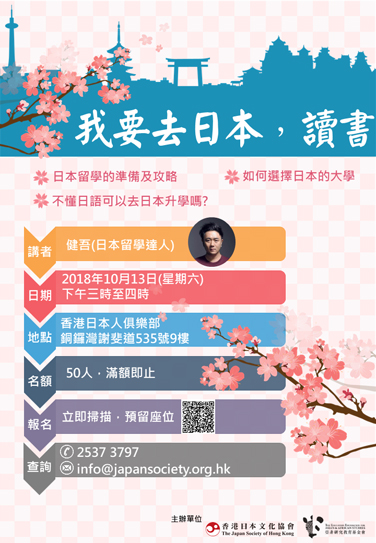 我要去日本，讀書
日本留學的準備及攻略
如何選擇日本的大學
不懂日語可以去日本升學嗎?
講者
健吾(日本留學達人)
日期
2018年10月13日(星期六)
下午三時至四時
地點
香港日本人俱樂部
銅鑼灣謝斐道535號9樓
名額
50人，滿額即止
報名
立即掃描，預留座位
查詢
2537 3797
info@japansociety.org.hk
主辦單位
香港日本文化協會
The Japan Society of Hong Kong